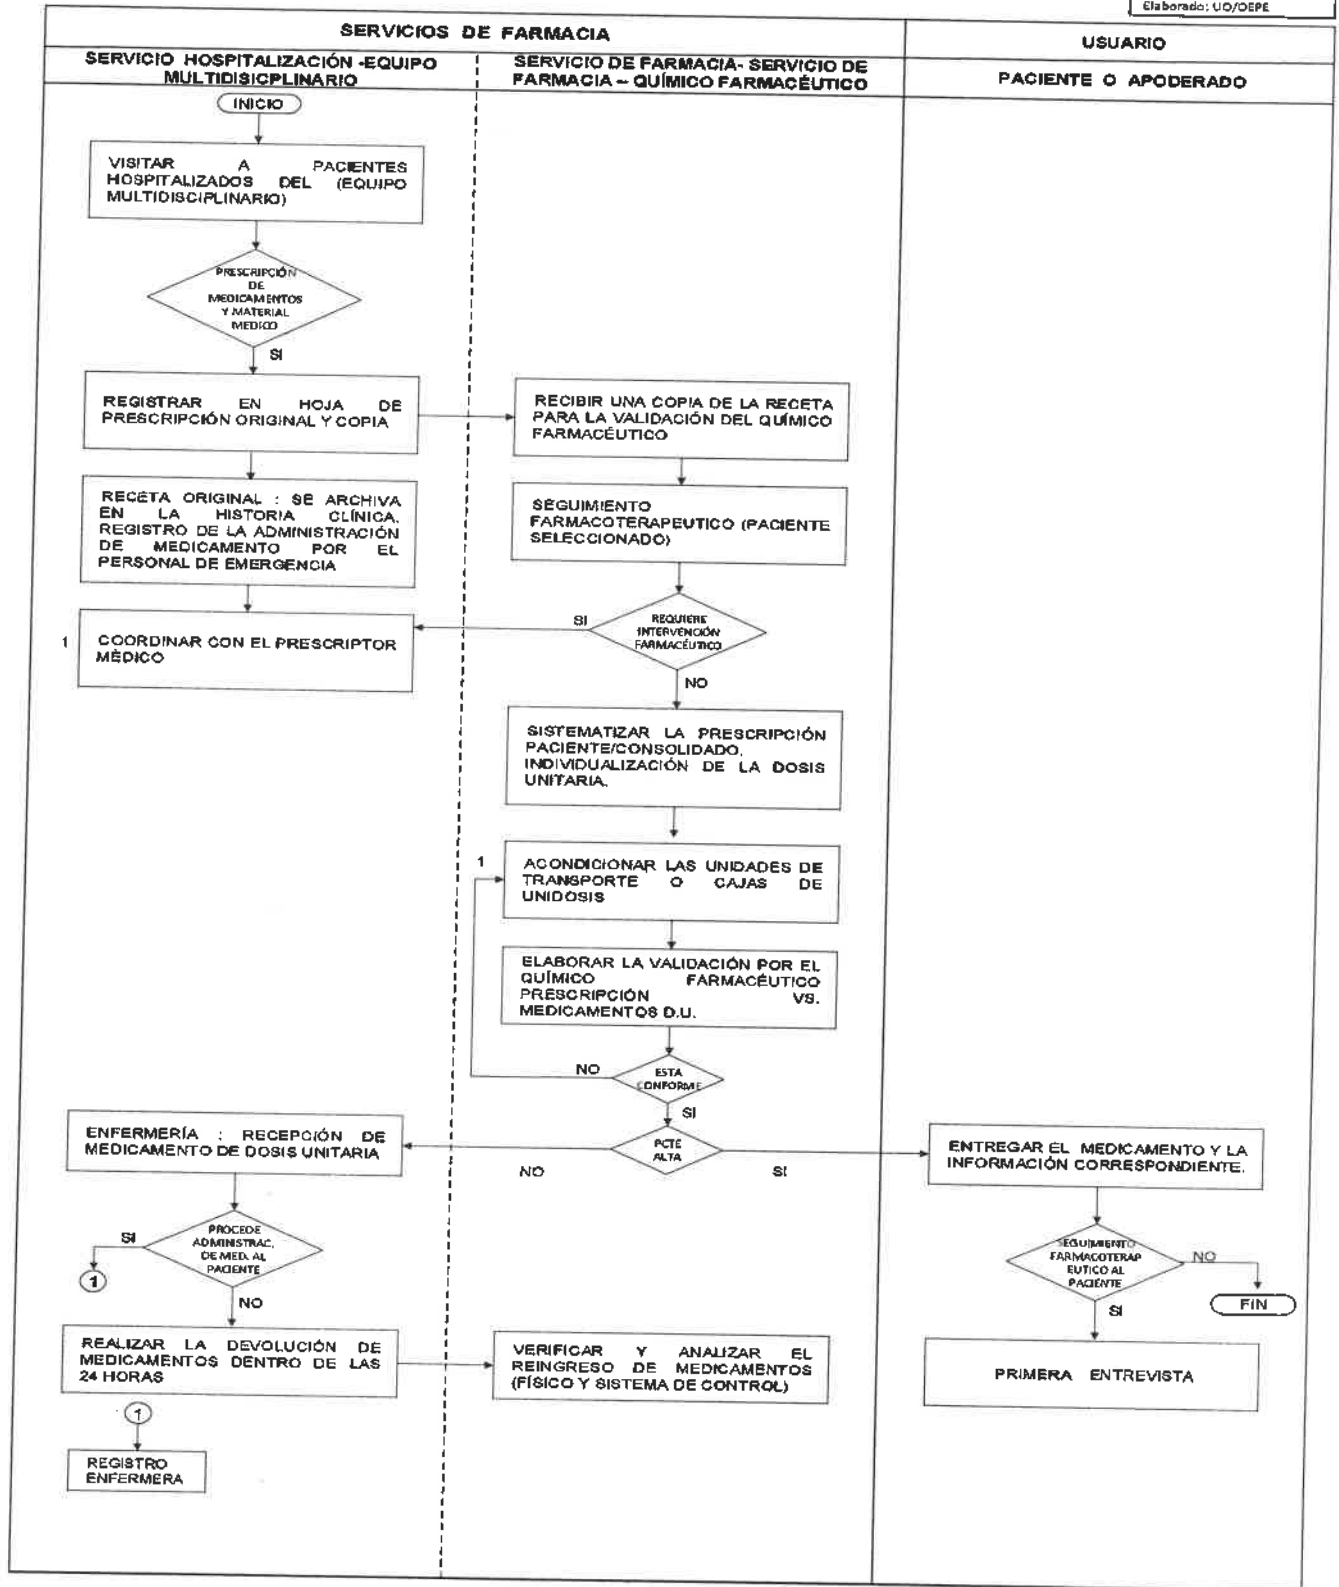 Elaborado: UO/OEPE
SERVICIOS DE FARMACIA
USUARIO
SERVICIO HOSPITALIZACIÓN -EQUIPO
MULTIDISICPLINARIO
SERVICIO DE FARMACIA- SERVICIO DE
FARMACIA – QUÍMICO FARMACÉUTICO
PACIENTE O APODERADO
INICIO
VISITAR A PACIENTES
HOSPITALIZADOS DEL (EQUIPO
MULTIDISCIPLINARIO)
PRESCRIPCIÓN
DE
MEDICAMENTOS
Y MATERIAL
MEDICO
SI
REGISTRAR EN HOJA DE
PRESCRIPCIÓN ORIGINAL Y COPIA
RECIBIR UNA COPIA DE LA RECETA
PARA LA VALIDACIÓN DEL QUÍMICO
FARMACÉUTICO
RECETA ORIGINAL : SE ARCHIVA
EN LA HISTORIA CLÍNICA.
REGISTRO DE LA ADMINISTRACIÓN
DE MEDICAMENTO POR EL
PERSONAL DE EMERGENCIA
SEGUIMIENTO
FARMACOTERAPEUTICO (PACIENTE
SELECCIONADO)
REQUIERE
INTERVENCIÓN
FARMACÉUTICO
SI
1
COORDINAR CON EL PRESCRIPTOR
MÉDICO
NO
SISTEMATIZAR LA PRESCRIPCIÓN
PACIENTE/CONSOLIDADO,
INDIVIDUALIZACIÓN DE LA DOSIS
UNITARIA.
1
ACONDICIONAR LAS UNIDADES DE
TRANSPORTE O CAJAS DE
UNIDOSIS
ELABORAR LA VALIDACIÓN POR EL
QUÍMICO FARMACÉUTICO
PRESCRIPCIÓN VS.
MEDICAMENTOS D.U.
NO
ESTA
CONFORME
SI
ENFERMERÍA : RECEPCIÓN DE
MEDICAMENTO DE DOSIS UNITARIA
PCTE
ALTA
NO
SI
ENTREGAR EL MEDICAMENTO Y LA
INFORMACIÓN CORRESPONDIENTE.
SI
PROCEDE
ADMINISTRAC.
DE MED. AL
PACIENTE
1
NO
SEGUIMIENTO
FARMACOTERAP
EUTICO AL
PACIENTE
NO
FIN
SI
REALIZAR LA DEVOLUCIÓN DE
MEDICAMENTOS DENTRO DE LAS
24 HORAS
VERIFICAR Y ANALIZAR EL
REINGRESO DE MEDICAMENTOS
(FÍSICO Y SISTEMA DE CONTROL)
PRIMERA ENTREVISTA
1
REGISTRO
ENFERMERA